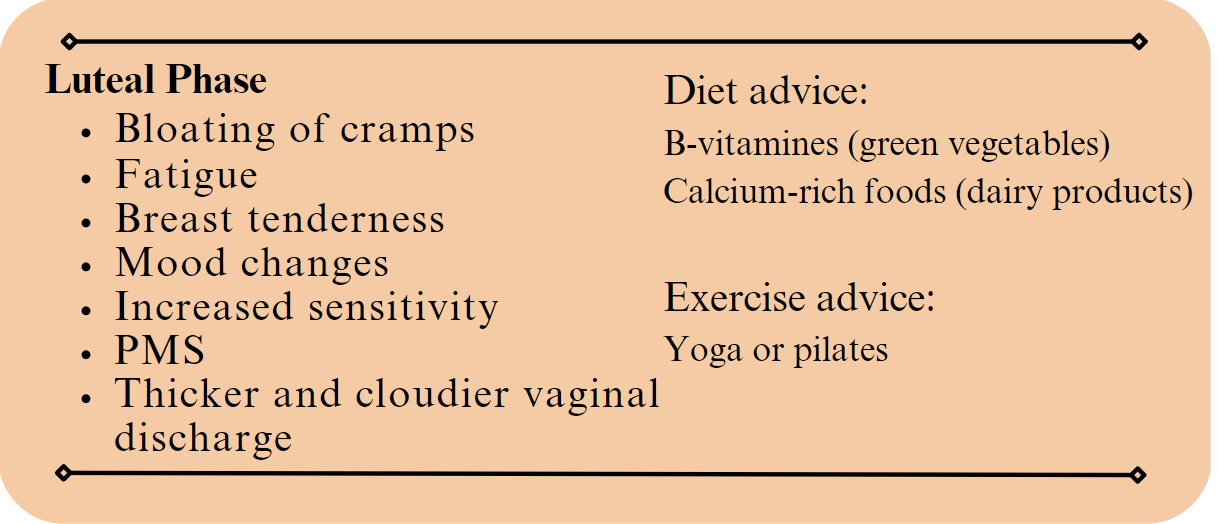 Luteal Phase
• Bloating of cramps
• Fatigue
• Breast tenderness
• Mood changes
• Increased sensitivity
• PMS
• Thicker and cloudier vaginal
discharge
Diet advice:
B-vitamines (green vegetables)
Calcium-rich foods (dairy products)
Exercise advice:
Yoga or pilates